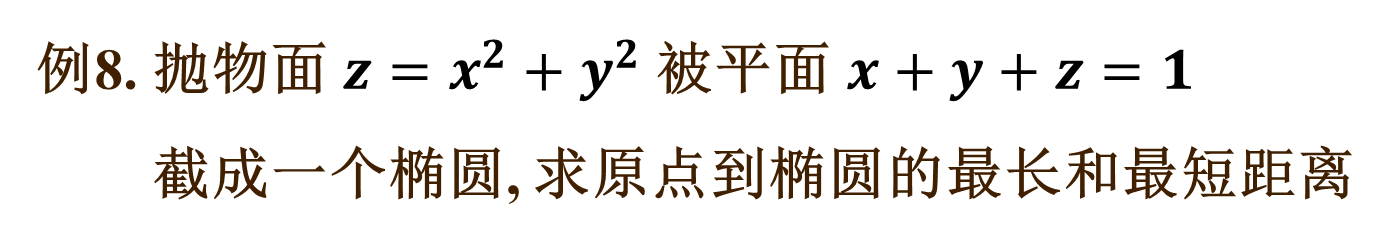 例8. 抛物面 z = x² + y² 被平面 x + y + z = 1
截成一个椭圆, 求原点到椭圆的最长和最短距离